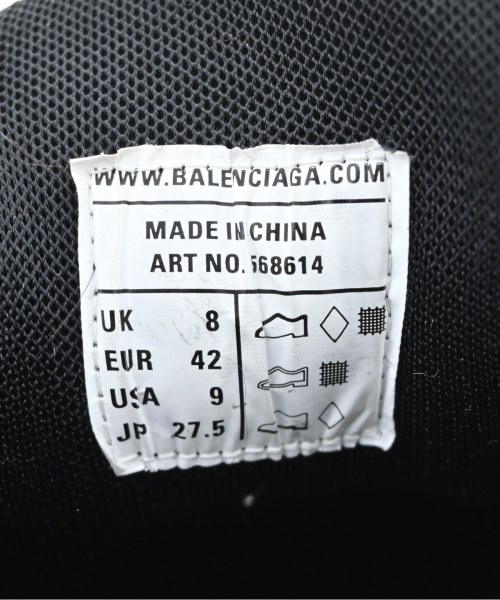 WWW.BALENCIAGA.COM
MADE IN CHINA
ART NO. 568614
UK 8
EUR 42
USA 9
JP 27.5